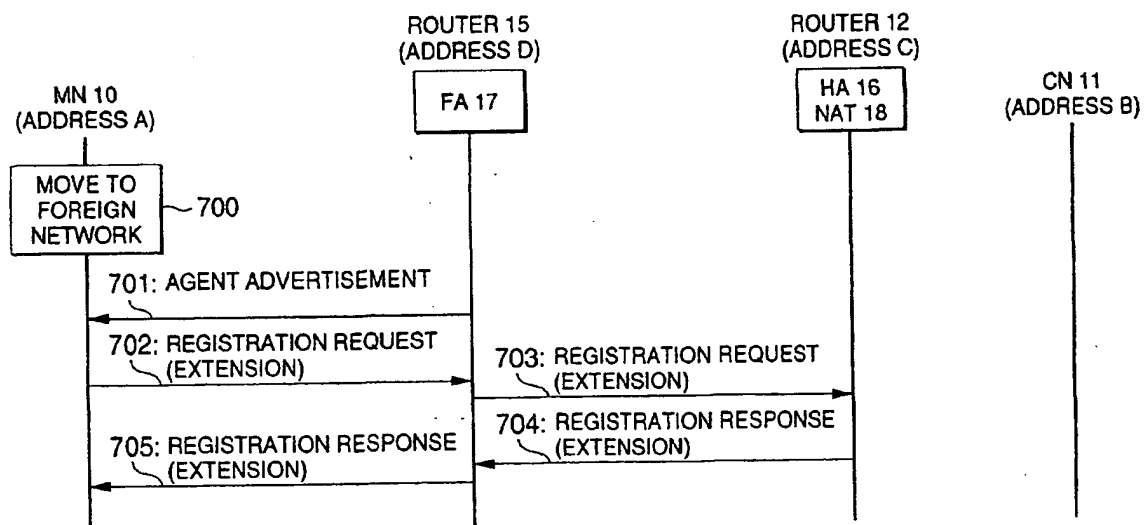 ROUTER 15
(ADDRESS D)
ROUTER 12
(ADDRESS C)
MN 10
(ADDRESS A)
FA 17
HA 16
NAT 18
CN 11
(ADDRESS B)
MOVE TO
FOREIGN
NETWORK
700
701: AGENT ADVERTISEMENT
702: REGISTRATION REQUEST
(EXTENSION)
703: REGISTRATION REQUEST
(EXTENSION)
704: REGISTRATION RESPONSE
(EXTENSION)
705: REGISTRATION RESPONSE
(EXTENSION)